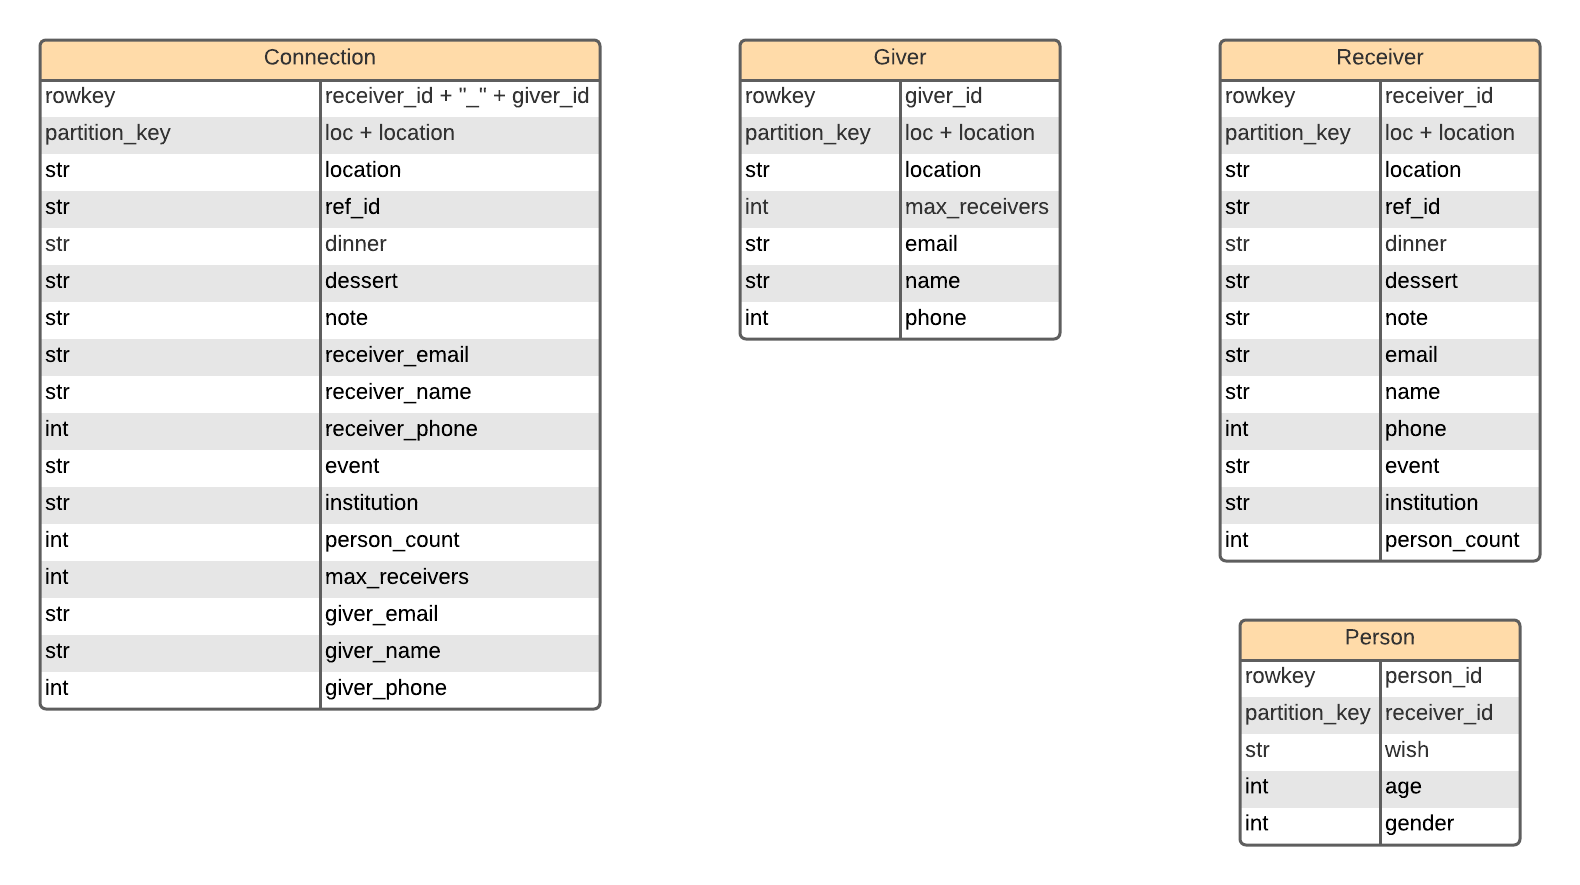 Connection
rowkey receiver_id + "_" + giver_id
partition_key loc + location
str location
str ref_id
str dinner
str dessert
str note
str receiver_email
str receiver_name
int receiver_phone
str event
str institution
int person_count
int max_receivers
str giver_email
str giver_name
int giver_phone
Giver
rowkey giver_id
partition_key loc + location
str location
int max_receivers
str email
str name
int phone
Receiver
rowkey receiver_id
partition_key loc + location
str location
str ref_id
str dinner
str dessert
str note
str email
str name
int phone
str event
str institution
int person_count
Person
rowkey person_id
partition_key receiver_id
str wish
int age
int gender